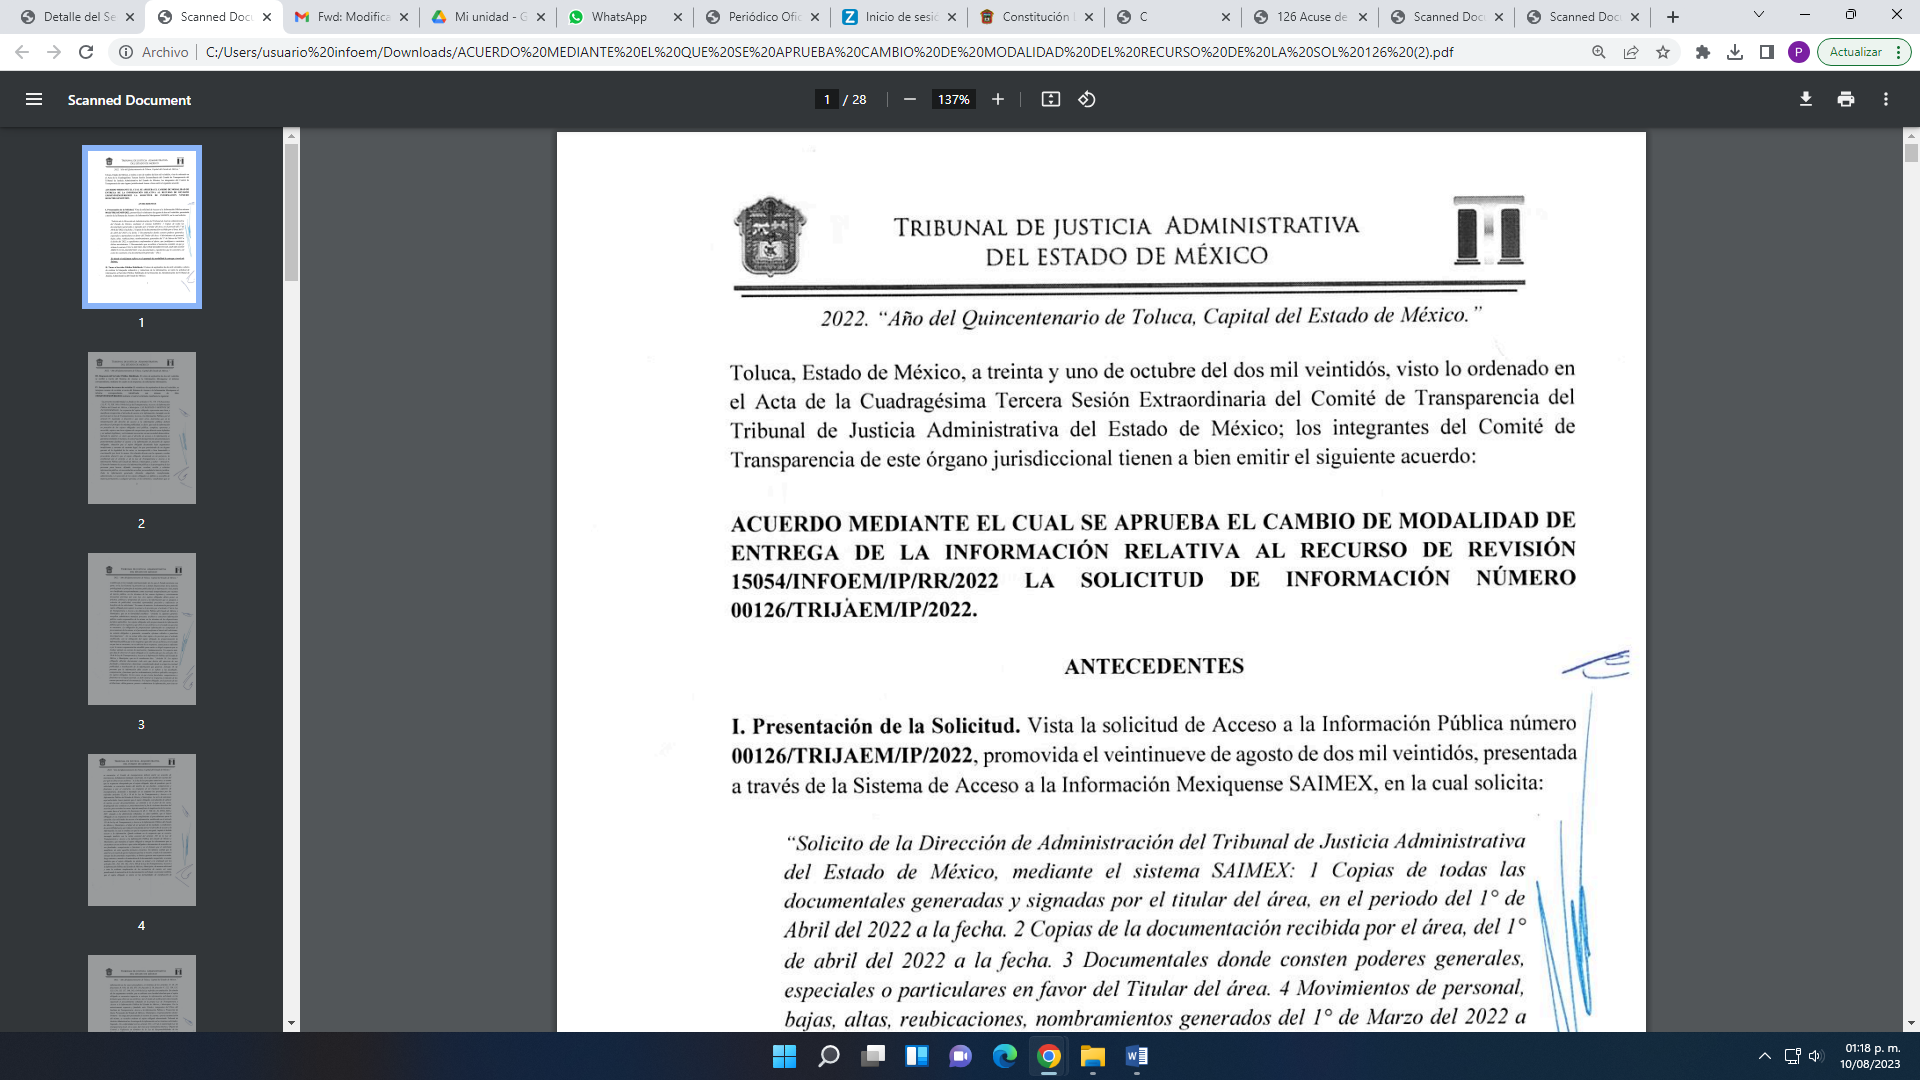 Detalle del Se
Scanned Docu
Fwd: Modifica
Mi unidad - G
WhatsApp
Periódico Ofic
Inicio de sesió
Constitución
C
126 Acuse de
Scanned Doc
Scanned Doc
Archivo
C:/Users/usuario%20infoem/Downloads/ACUERDO%20MEDIANTE%20EL%20QUE%20SE%20APRUEBA%20CAMBIO%20DE%20MODALIDAD%20DEL%20RECURSO%20DE%20LA%20SOL%20126%20(2).pdf
P
Actualizar
Scanned Document
1 / 28
137%
1
2
3
4
TRIBUNAL DE JUSTICIA ADMINISTRATIVA
DEL ESTADO DE MÉXICO
2022. “Año del Quincentenario de Toluca, Capital del Estado de México.”
Toluca, Estado de México, a treinta y uno de octubre del dos mil veintidós, visto lo ordenado en
el Acta de la Cuadragésima Tercera Sesión Extraordinaria del Comité de Transparencia del
Tribunal de Justicia Administrativa del Estado de México; los integrantes del Comité de
Transparencia de este órgano jurisdiccional tienen a bien emitir el siguiente acuerdo:
ACUERDO MEDIANTE EL CUAL SE APRUEBA EL CAMBIO DE MODALIDAD DE
ENTREGA DE LA INFORMACIÓN RELATIVA AL RECURSO DE REVISIÓN
15054/INFOEM/IP/RR/2022 LA SOLICITUD DE INFORMACIÓN NÚMERO
00126/TRIJAEM/IP/2022.
ANTECEDENTES
I. Presentación de la Solicitud. Vista la solicitud de Acceso a la Información Pública número
00126/TRIJAEM/IP/2022, promovida el veintinueve de agosto de dos mil veintidós, presentada
a través de la Sistema de Acceso a la Información Mexiquense SAIMEX, en la cual solicita:
“Solicito de la Dirección de Administración del Tribunal de Justicia Administrativa
del Estado de México, mediante el sistema SAIMEX: 1 Copias de todas las
documentales generadas y signadas por el titular del área, en el periodo del 1° de
Abril del 2022 a la fecha. 2 Copias de la documentación recibida por el área, del 1°
de abril del 2022 a la fecha. 3 Documentales donde consten poderes generales,
especiales o particulares en favor del Titular del área. 4 Movimientos de personal,
bajas, altas, reubicaciones, nombramientos generados del 1° de Marzo del 2022 a
01:18 p. m.
10/08/2023